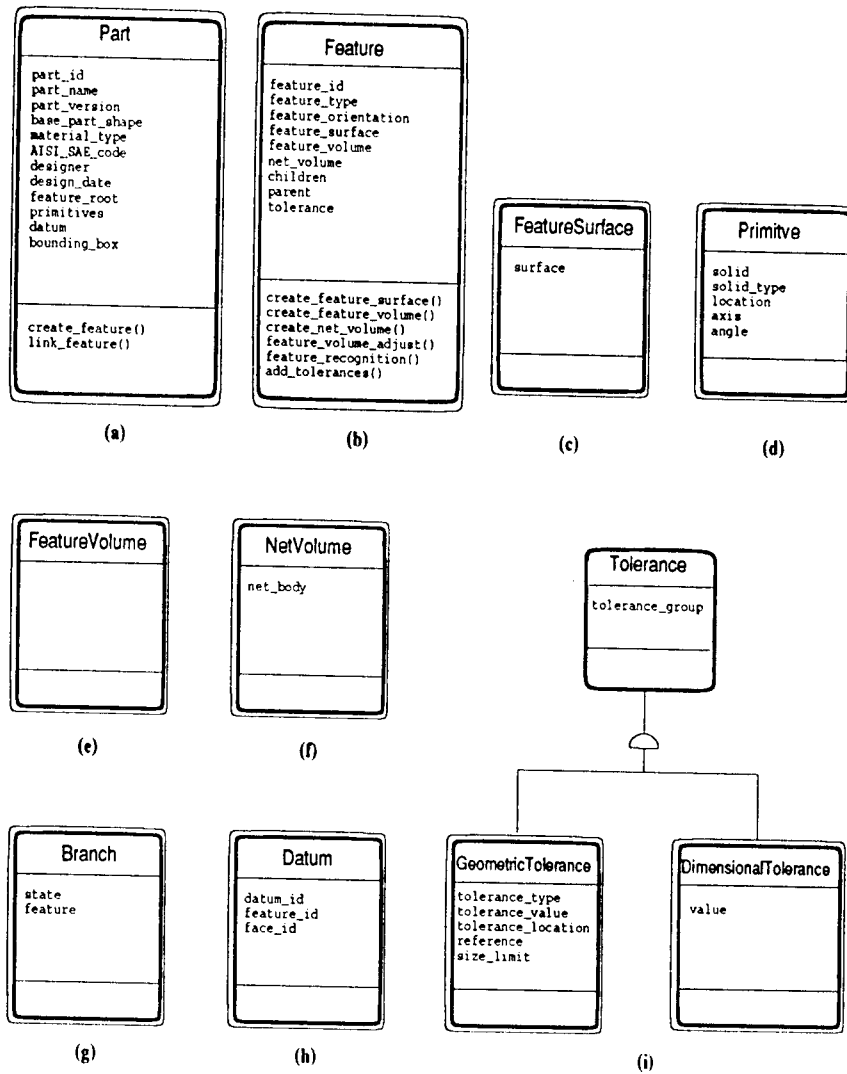 Part
part_id
part_name
part_version
base_part_shape
material_type
AISI_SAE_code
designer
design_date
feature_root
primitives
datum
bounding_box
create_feature()
link_feature()
(a)
Feature
feature_id
feature_type
feature_orientation
feature_surface
feature_volume
net_volume
children
parent
tolerance
create_feature_surface()
create_feature_volume()
create_net_volume()
feature_volume_adjust()
feature_recognition()
add_tolerances()
(b)
FeatureSurface
surface
(c)
Primitve
solid
solid_type
location
axis
angle
(d)
FeatureVolume
(e)
NetVolume
net_body
(f)
Branch
state
feature
(g)
Datum
datum_id
feature_id
face_id
(h)
Tolerance
tolerance_group
GeometricTolerance
tolerance_type
tolerance_value
tolerance_location
reference
size_limit
DimensionalTolerance
value
(i)